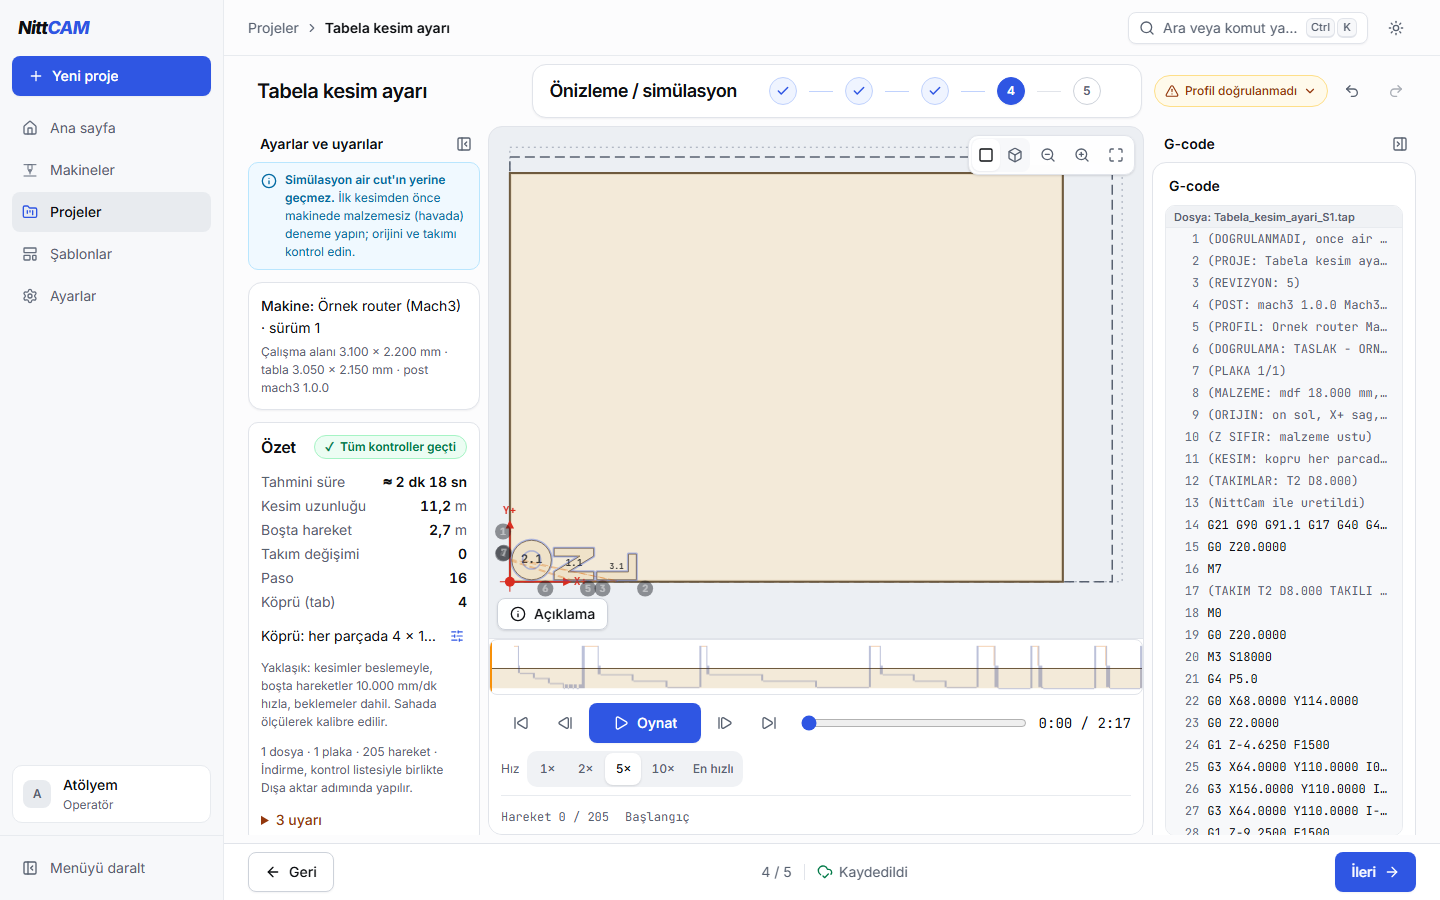 NittCAM
Yeni proje
Ana sayfa
Makineler
Projeler
Şablonlar
Ayarlar
A
Atölyem
Operatör
Menüyü daralt
Projeler > Tabela kesim ayarı
Ara veya komut ya... Ctrl K
Tabela kesim ayarı
Önizleme / simülasyon
4
5
Profil doğrulanmadı
Ayarlar ve uyarılar
Simülasyon air cut'ın yerine
geçmez. İlk kesimden önce
makinede malzemesiz (havada)
deneme yapın; orijini ve takımı
kontrol edin.
Makine: Örnek router (Mach3)
· sürüm 1
Çalışma alanı 3.100 × 2.200 mm ·
tabla 3.050 × 2.150 mm · post
mach3 1.0.0
Özet
✓ Tüm kontroller geçti
Tahmini süre ≈ 2 dk 18 sn
Kesim uzunluğu 11,2 m
Boşta hareket 2,7 m
Takım değişimi 0
Paso 16
Köprü (tab) 4
Köprü: her parçada 4 × 1...
Yaklaşık: kesimler beslemeyle,
boşta hareketler 10.000 mm/dk
hızla, beklemeler dahil. Sahada
ölçülerek kalibre edilir.
1 dosya · 1 plaka · 205 hareket ·
İndirme, kontrol listesiyle birlikte
Dışa aktar adımında yapılır.
3 uyarı
Y+
1
7
2.1
1.1
3.1
X
6
5
3
2
Açıklama
Oynat
0:00 / 2:17
Hız 1× 2× 5× 10× En hızlı
Hareket 0 / 205 Başlangıç
G-code
G-code
Dosya: Tabela_kesim_ayari_S1.tap
1 (DOGRULANMADI, once air …
2 (PROJE: Tabela kesim aya…
3 (REVIZYON: 5)
4 (POST: mach3 1.0.0 Mach3…
5 (PROFIL: Ornek router Ma…
6 (DOGRULAMA: TASLAK - ORN…
7 (PLAKA 1/1)
8 (MALZEME: mdf 18.000 mm,…
9 (ORIJIN: on sol, X+ sag,…
10 (Z SIFIR: malzeme ustu)
11 (KESIM: kopru her parcad…
12 (TAKIMLAR: T2 D8.000)
13 (NittCam ile uretildi)
14 G21 G90 G91.1 G17 G40 G4…
15 G0 Z20.0000
16 M7
17 (TAKIM T2 D8.000 TAKILI …
18 M0
19 G0 Z20.0000
20 M3 S18000
21 G4 P5.0
22 G0 X68.0000 Y114.0000
23 G0 Z2.0000
24 G1 Z-4.6250 F1500
25 G3 X64.0000 Y110.0000 I0…
26 G3 X156.0000 Y110.0000 I…
27 G3 X64.0000 Y110.0000 I-…
28 G1 Z-9.2500 F1500
Geri
4 / 5
Kaydedildi
İleri